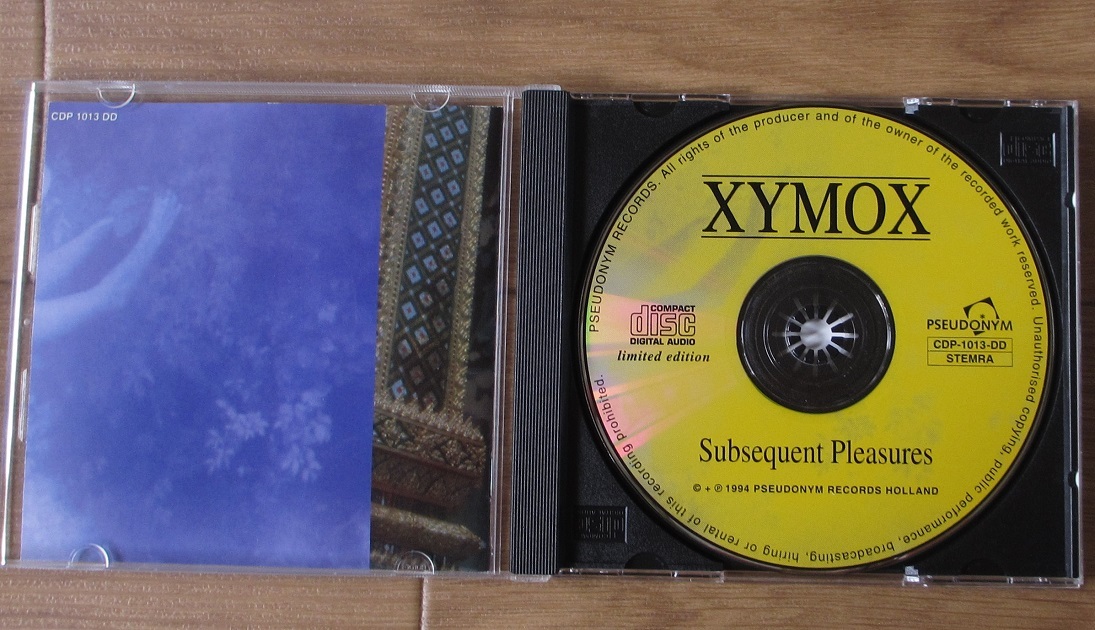 CDP 1013 DD
PSEUDONYM RECORDS. All rights of the producer and of the owner of the recorded work reserved. Unauthorised copying, public performance, broadcasting, hiring or rental of this recording prohibited.
XYMOX
COMPACT
disc
DIGITAL AUDIO
limited edition
PSEUDONYM
CDP-1013-DD
STEMRA
Subsequent Pleasures
© + ℗ 1994 PSEUDONYM RECORDS HOLLAND